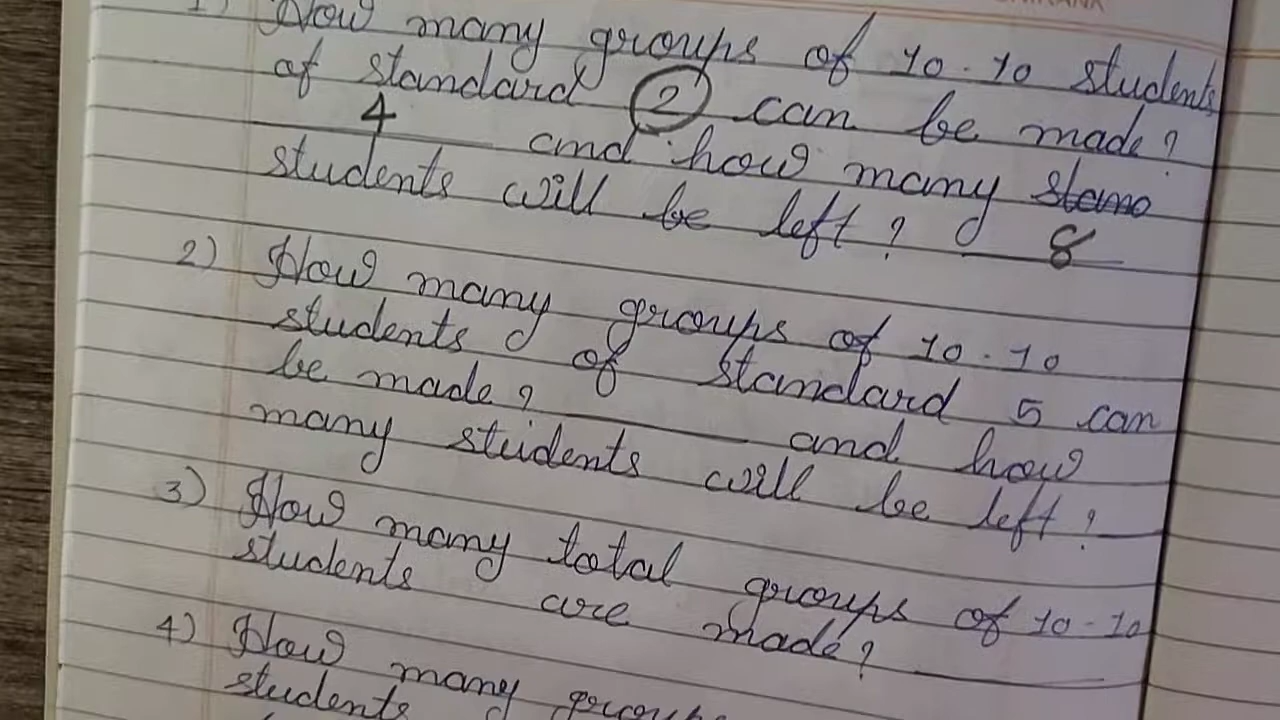 1) How many groups of 10-10 students
of standard 2 can be made?
4 and how many stano
students will be left? 8
2) How many groups of 10-10
students of standard 5 can
be made? and how
many students will be left?
3) How many total groups of 10-10
students are made?
4) How many groups
students